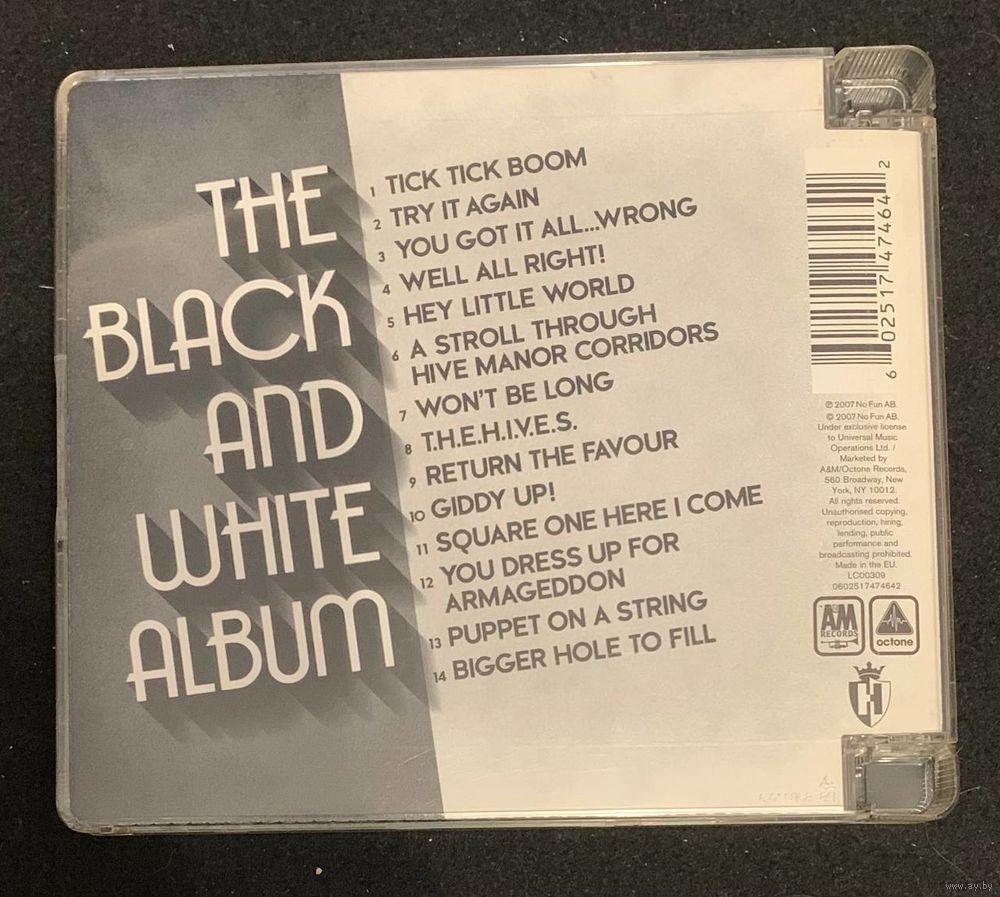 THE
BLACK
AND
WHITE
ALBUM
1 TICK TICK BOOM
2 TRY IT AGAIN
3 YOU GOT IT ALL...WRONG
4 WELL ALL RIGHT!
5 HEY LITTLE WORLD
6 A STROLL THROUGH
HIVE MANOR CORRIDORS
7 WON'T BE LONG
8 T.H.E.H.I.V.E.S.
9 RETURN THE FAVOUR
10 GIDDY UP!
11 SQUARE ONE HERE I COME
12 YOU DRESS UP FOR
ARMAGEDDON
13 PUPPET ON A STRING
14 BIGGER HOLE TO FILL
6 02517 47464 2
℗ 2007 No Fun AB.
© 2007 No Fun AB.
Under exclusive license
to Universal Music
Operations Ltd. /
Marketed by
A&M/Octone Records,
560 Broadway, New
York, NY 10012.
All rights reserved.
Unauthorised copying,
reproduction, hiring,
lending, public
performance and
broadcasting prohibited.
Made in the EU.
LC00309
0602517474642
A&M
RECORDS
octone
H
www.ay.by